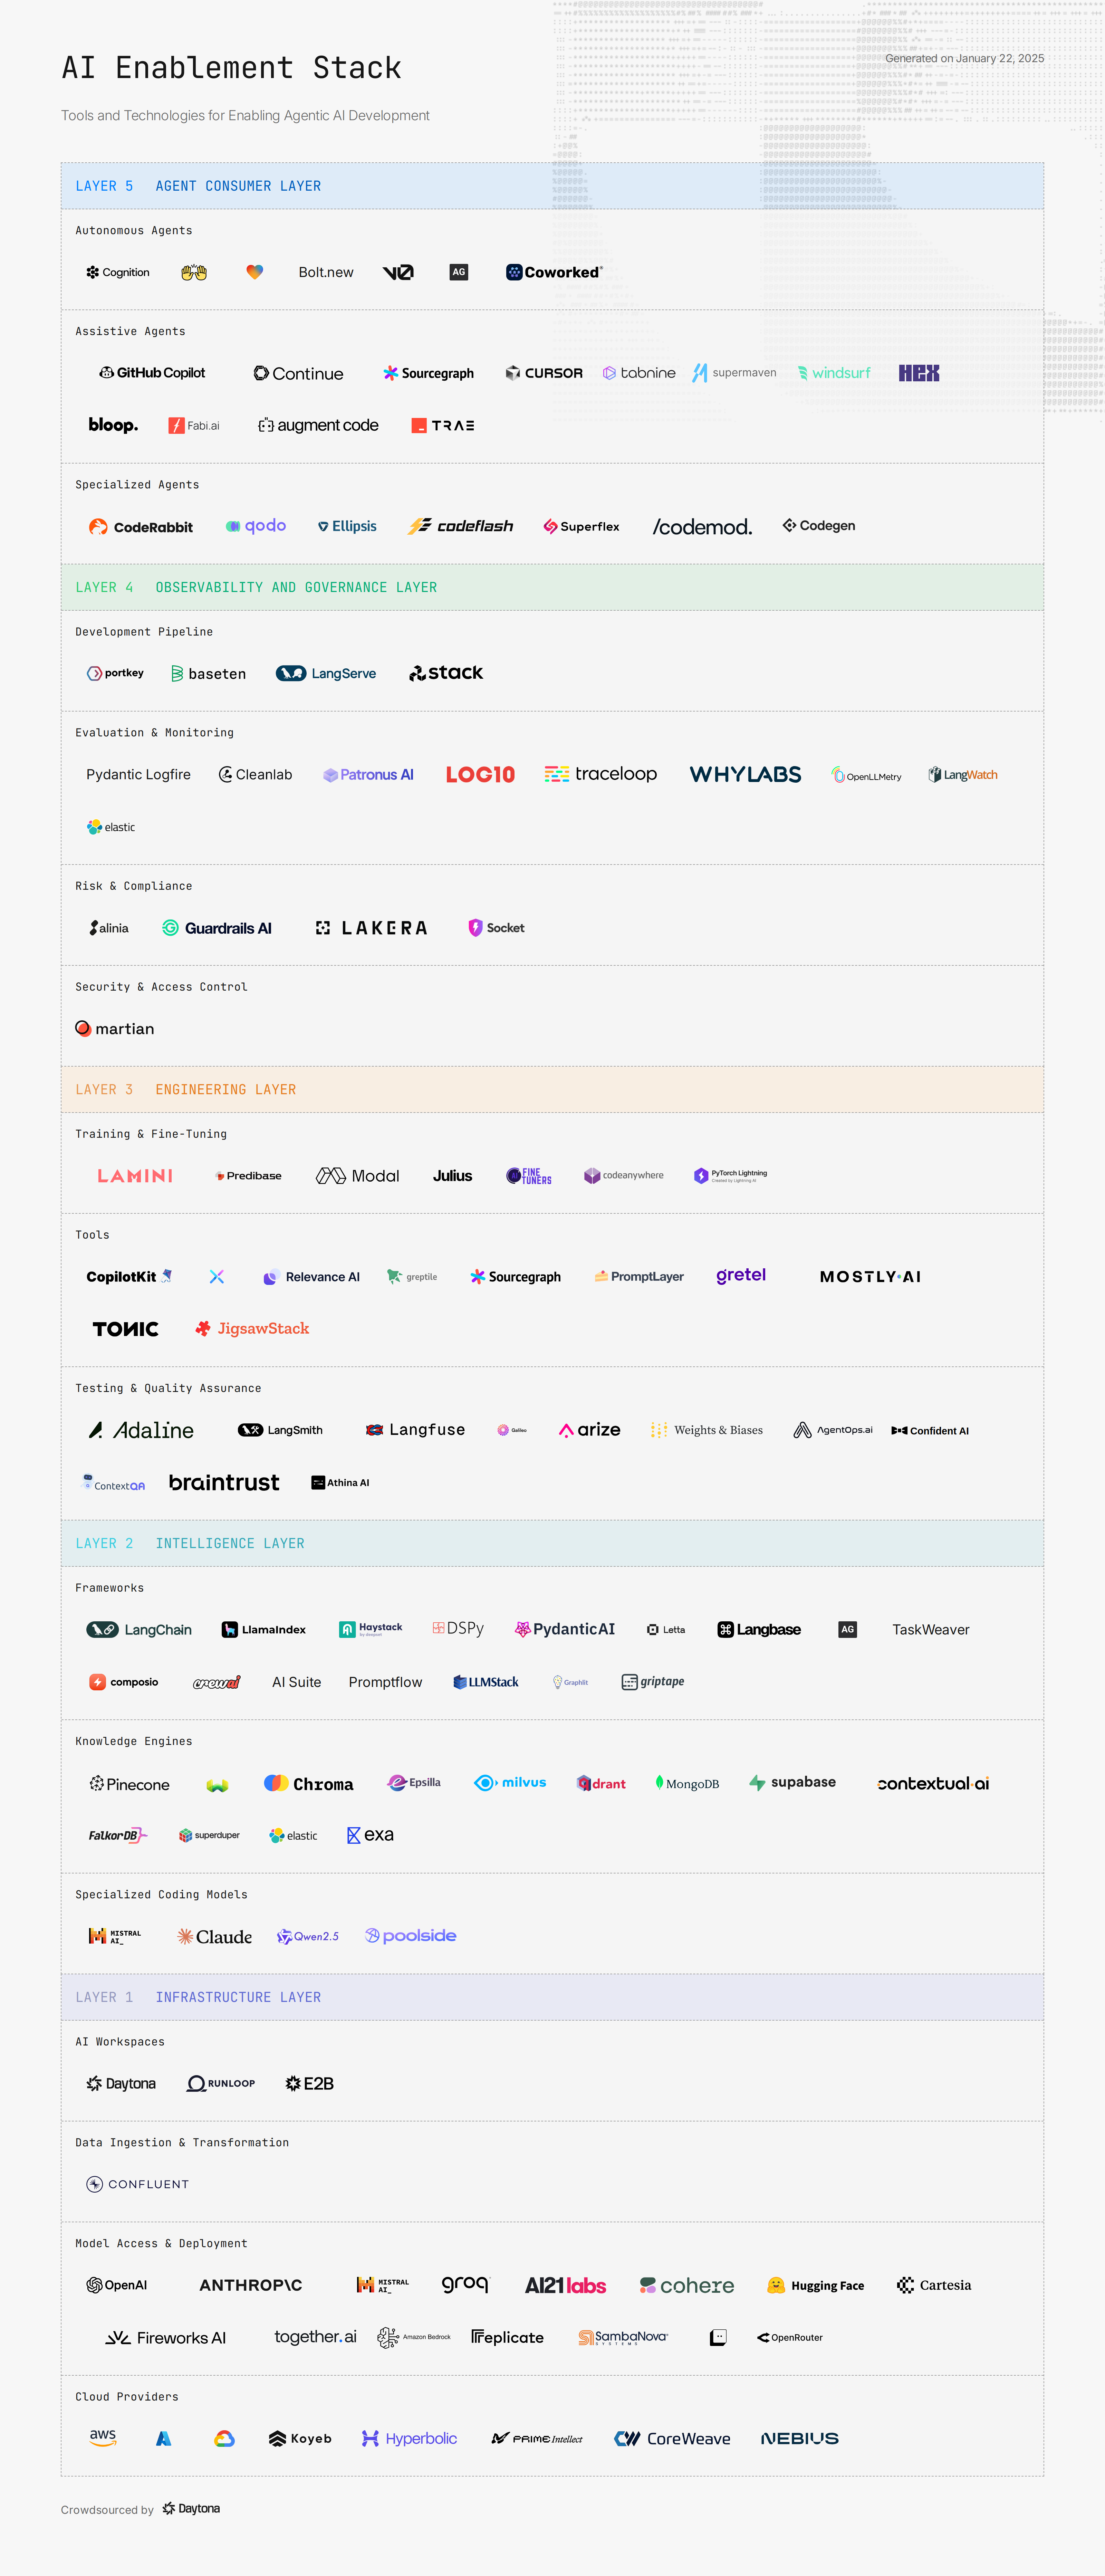 AI Enablement Stack
Generated on January 22, 2025
Tools and Technologies for Enabling Agentic AI Development
LAYER 5 AGENT CONSUMER LAYER
Autonomous Agents
Cognition Bolt.new v0 AG Coworked
Assistive Agents
GitHub Copilot Continue Sourcegraph CURSOR tabnine supermaven windsurf HEX
bloop. Fabi.ai augment code TRAE
Specialized Agents
CodeRabbit qodo Ellipsis codeflash Superflex /codemod. Codegen
LAYER 4 OBSERVABILITY AND GOVERNANCE LAYER
Development Pipeline
portkey baseten LangServe stack
Evaluation & Monitoring
Pydantic Logfire Cleanlab Patronus AI LOG10 traceloop WHYLABS OpenLLMetry LangWatch
elastic
Risk & Compliance
alinia Guardrails AI LAKERA Socket
Security & Access Control
martian
LAYER 3 ENGINEERING LAYER
Training & Fine-Tuning
LAMINI Predibase Modal Julius FINE TUNERS codeanywhere PyTorch Lightning
Created by Lightning AI
Tools
CopilotKit Relevance AI greptile Sourcegraph PromptLayer gretel MOSTLY·AI
TONIC JigsawStack
Testing & Quality Assurance
Adaline LangSmith Langfuse Galileo arize Weights & Biases AgentOps.ai Confident AI
ContextQA braintrust Athina AI
LAYER 2 INTELLIGENCE LAYER
Frameworks
LangChain LlamaIndex Haystack by deepset DSPy PydanticAI Letta Langbase AG TaskWeaver
composio crewai AI Suite Promptflow LLMStack Graphlit griptape
Knowledge Engines
Pinecone Chroma Epsilla milvus qdrant MongoDB supabase contextual·ai
FalkorDB superduper elastic exa
Specialized Coding Models
MISTRAL AI_ Claude Qwen2.5 poolside
LAYER 1 INFRASTRUCTURE LAYER
AI Workspaces
Daytona RUNLOOP E2B
Data Ingestion & Transformation
CONFLUENT
Model Access & Deployment
OpenAI ANTHROP\C MISTRAL AI_ groq AI21labs cohere Hugging Face Cartesia
Fireworks AI together.ai Amazon Bedrock Replicate SambaNova SYSTEMS OpenRouter
Cloud Providers
aws Koyeb Hyperbolic PRIME Intellect CoreWeave NEBIUS
Crowdsourced by Daytona